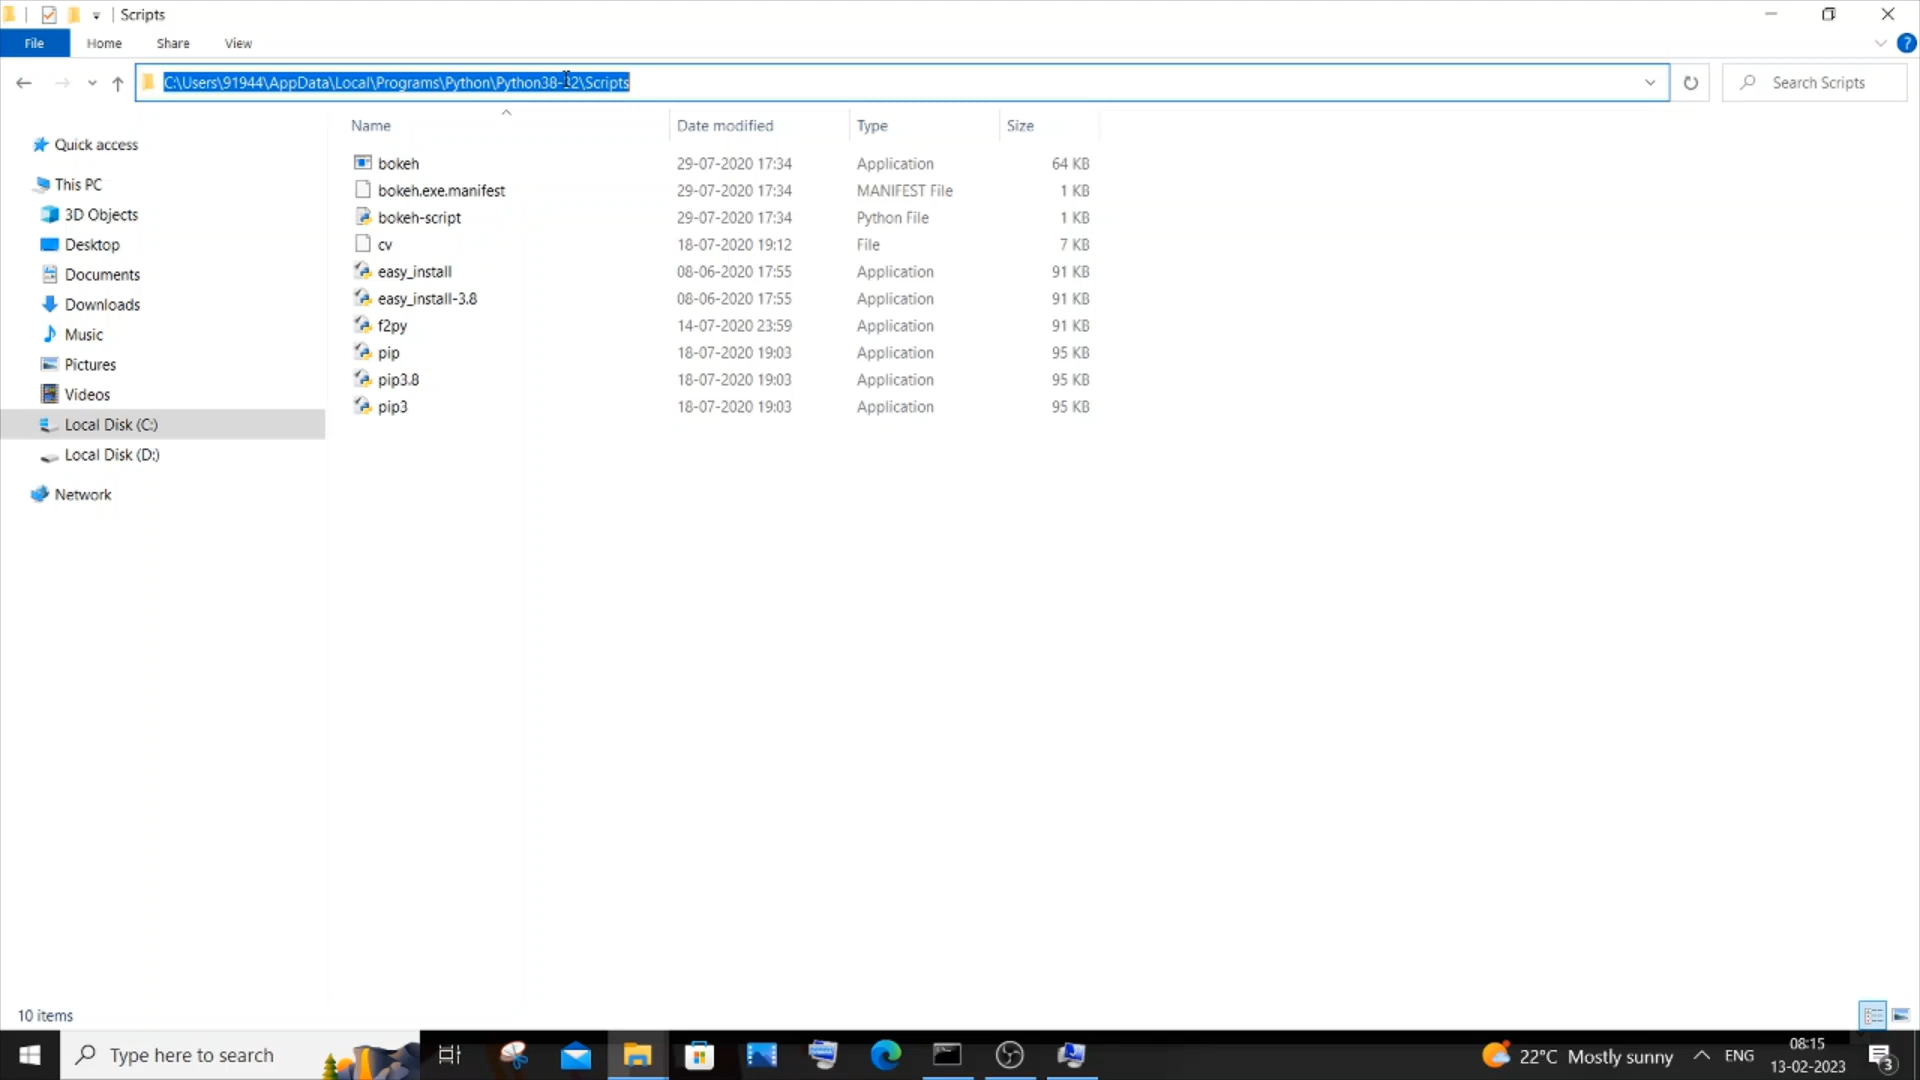 Scripts
File Home Share View
C:\Users\91944\AppData\Local\Programs\Python\Python38-32\Scripts
Search Scripts
Name Date modified Type Size
Quick access
This PC
3D Objects
Desktop
Documents
Downloads
Music
Pictures
Videos
Local Disk (C:)
Local Disk (D:)
Network
bokeh 29-07-2020 17:34 Application 64 KB
bokeh.exe.manifest 29-07-2020 17:34 MANIFEST File 1 KB
bokeh-script 29-07-2020 17:34 Python File 1 KB
cv 18-07-2020 19:12 File 7 KB
easy_install 08-06-2020 17:55 Application 91 KB
easy_install-3.8 08-06-2020 17:55 Application 91 KB
f2py 14-07-2020 23:59 Application 91 KB
pip 18-07-2020 19:03 Application 95 KB
pip3.8 18-07-2020 19:03 Application 95 KB
pip3 18-07-2020 19:03 Application 95 KB
10 items
Type here to search
22°C Mostly sunny
ENG
08:15
13-02-2023
3